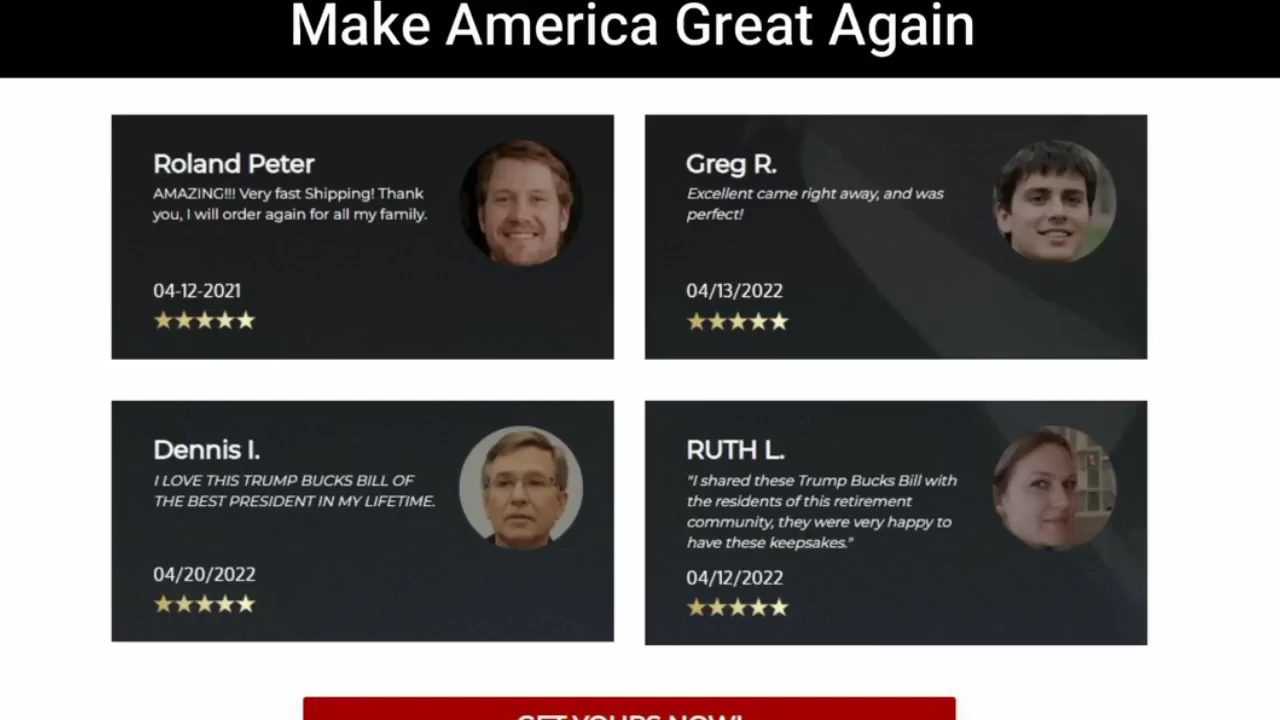 Make America Great Again
Roland Peter
AMAZING!!! Very fast Shipping! Thank
you, I will order again for all my family.
04-12-2021
Greg R.
Excellent came right away, and was
perfect!
04/13/2022
Dennis I.
I LOVE THIS TRUMP BUCKS BILL OF
THE BEST PRESIDENT IN MY LIFETIME.
04/20/2022
RUTH L.
"I shared these Trump Bucks Bill with
the residents of this retirement
community, they were very happy to
have these keepsakes."
04/12/2022
GET YOURS NOW!